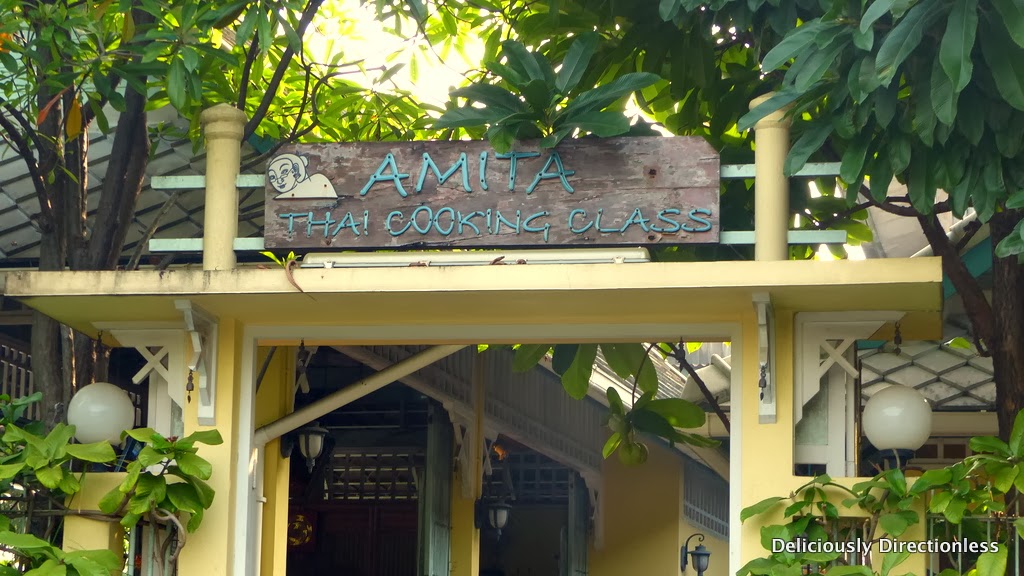 AMITA
THAI COOKING CLASS
Deliciously Directionless